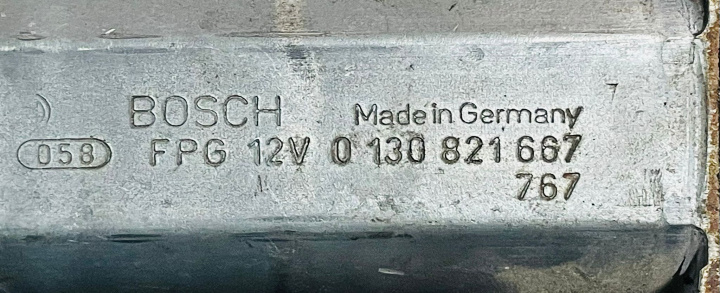 BOSCH Made in Germany
058 FPG 12V 0 130 821 667
767